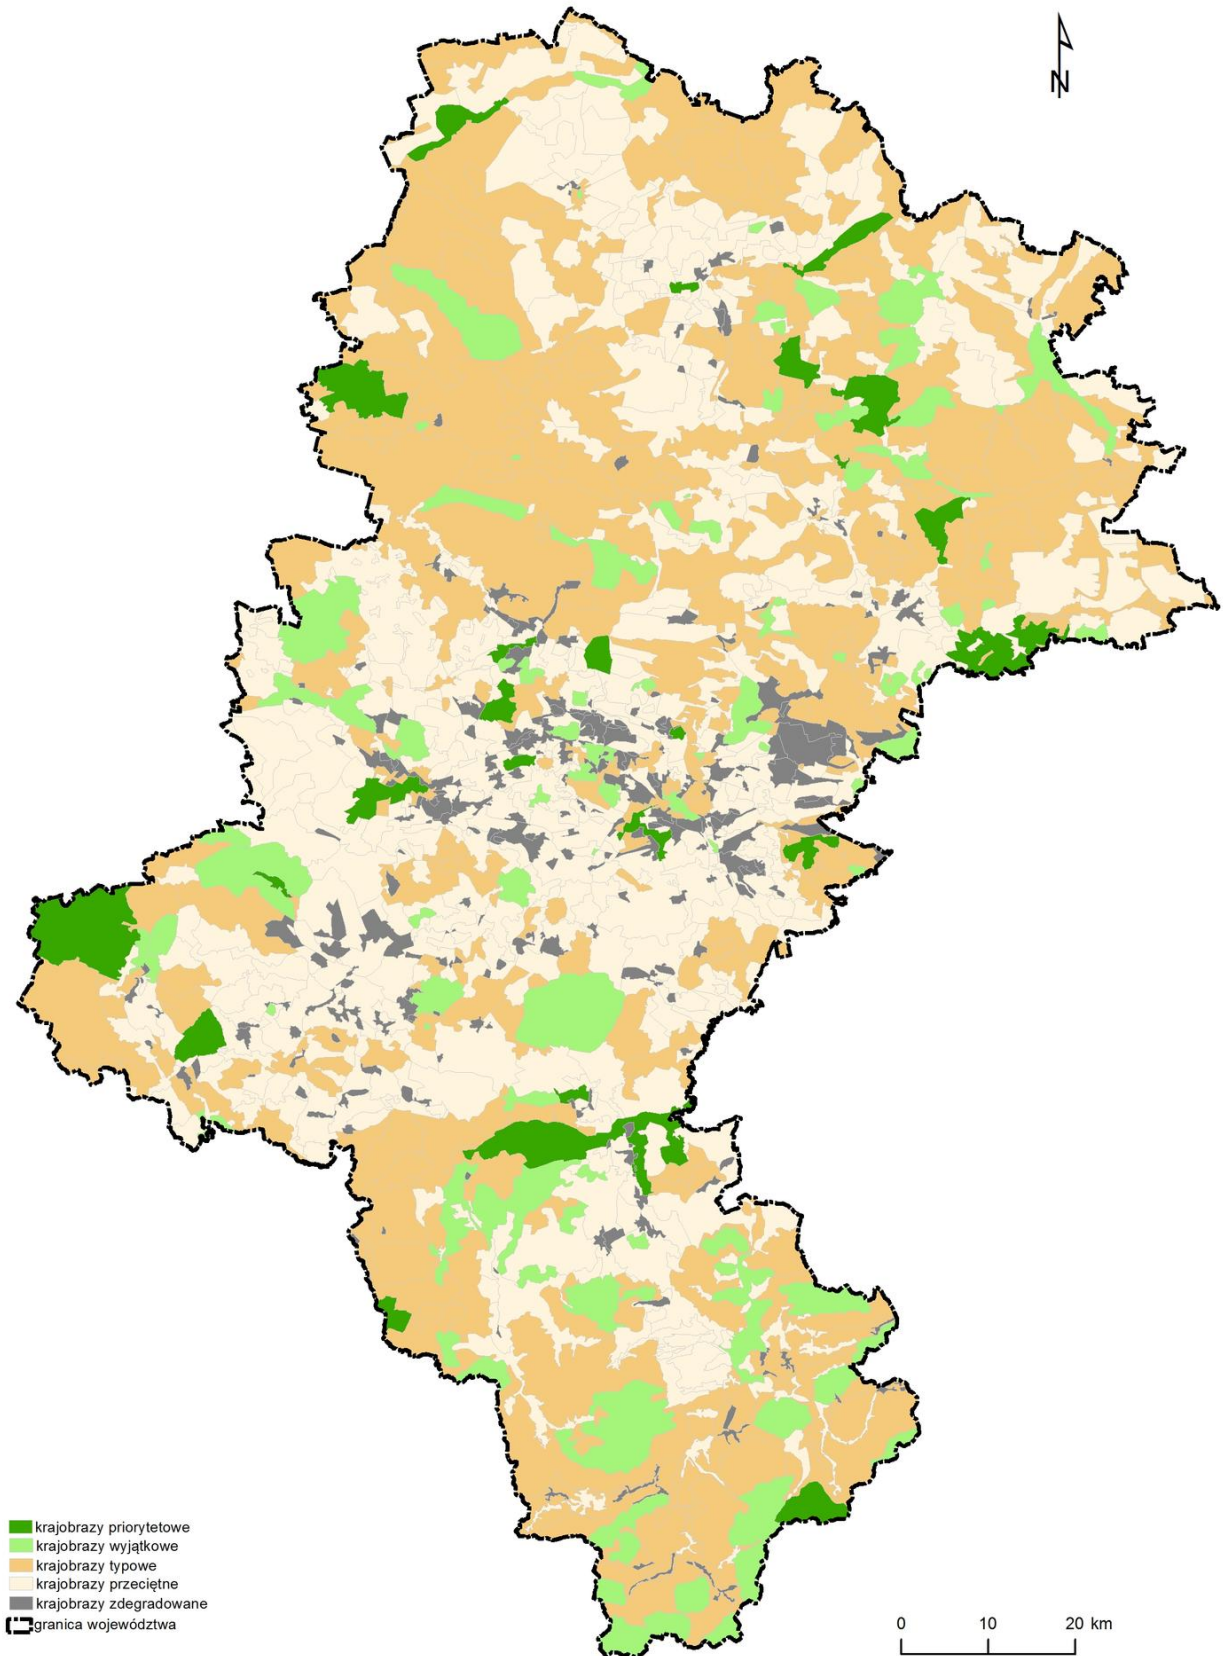 N
krajobrazy priorytetowe
krajobrazy wyjątkowe
krajobrazy typowe
krajobrazy przeciętne
krajobrazy zdegradowane
granica województwa
0 10 20 km